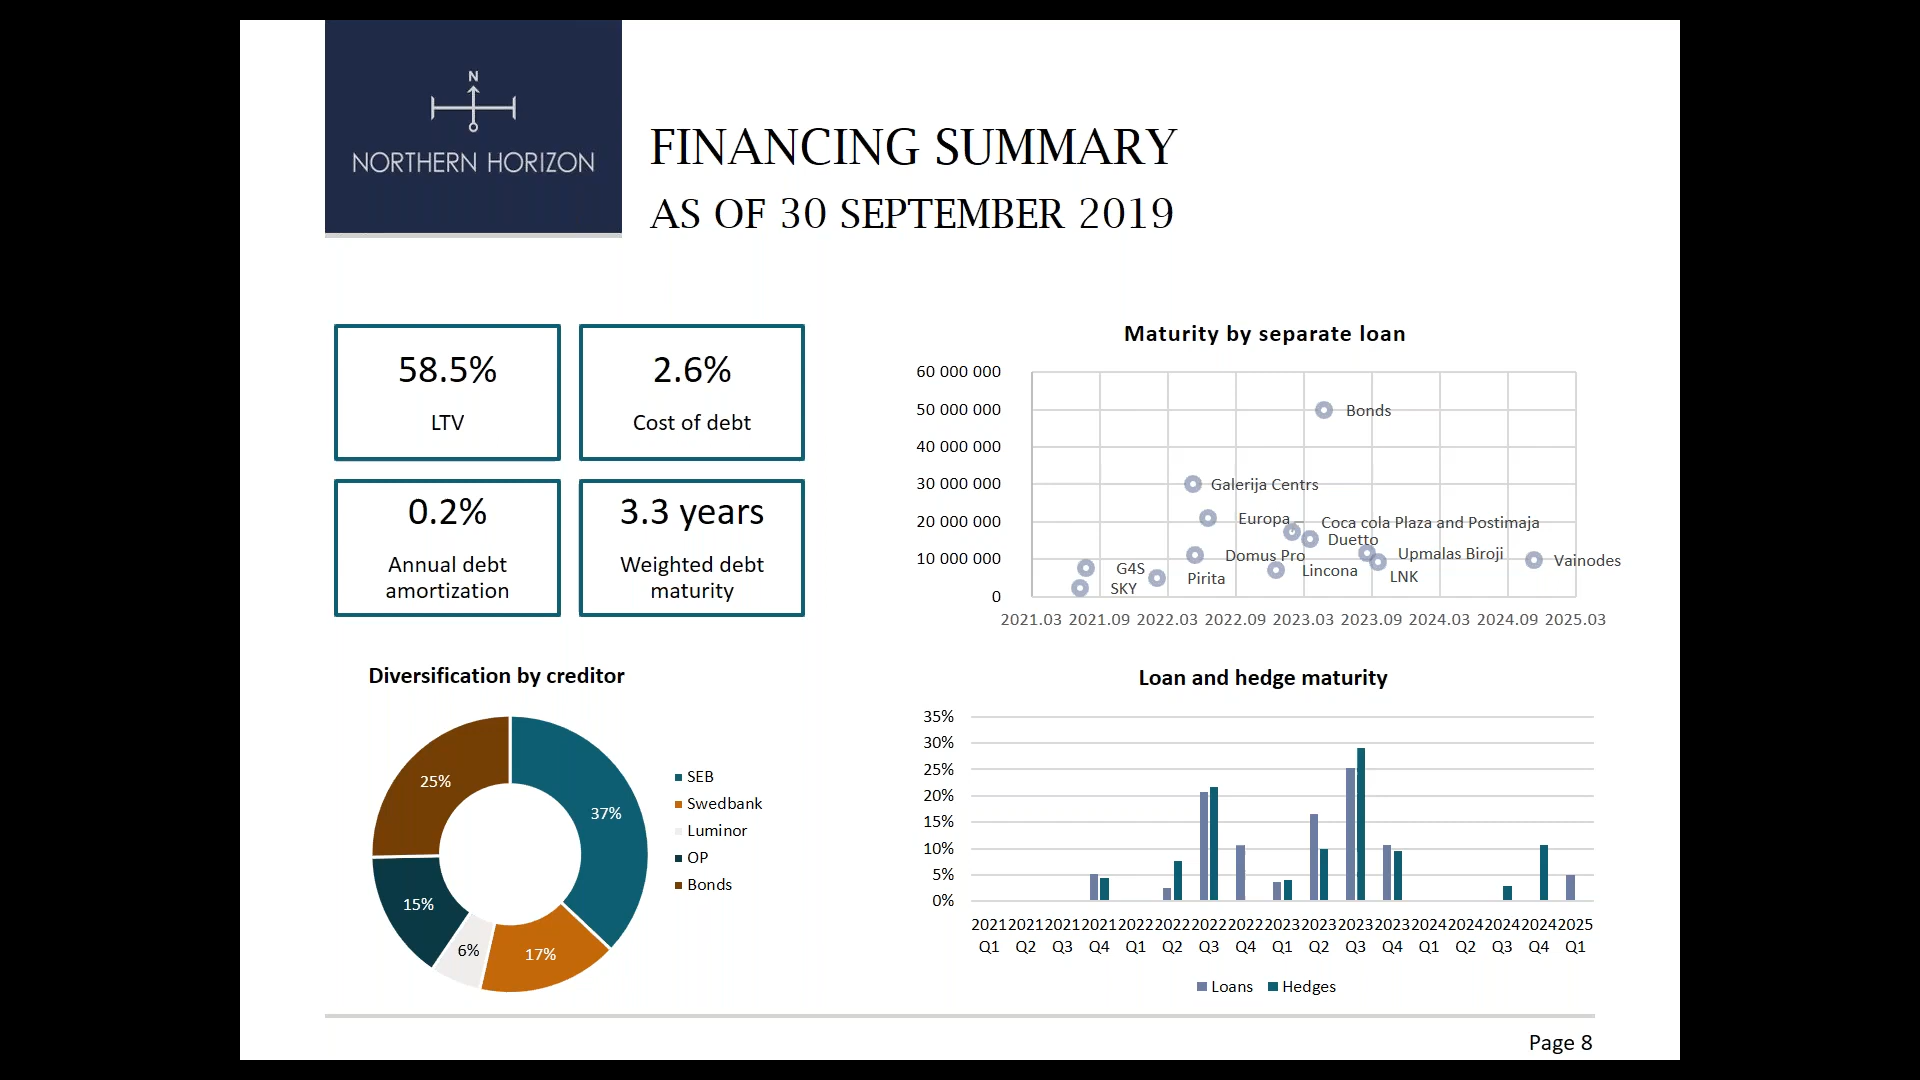 N
NORTHERN HORIZON
FINANCING SUMMARY
AS OF 30 SEPTEMBER 2019
58.5%
LTV
2.6%
Cost of debt
0.2%
Annual debt
amortization
3.3 years
Weighted debt
maturity
Maturity by separate loan
60 000 000
50 000 000
40 000 000
30 000 000
20 000 000
10 000 000
0
Bonds
Galerija Centrs
Europa
Coca cola Plaza and Postimaja
Duetto
Domus Pro
Upmalas Biroji
Vainodes
G4S
Lincona
LNK
Pirita
SKY
2021.03 2021.09 2022.03 2022.09 2023.03 2023.09 2024.03 2024.09 2025.03
Diversification by creditor
25%
37%
15%
6%
17%
SEB
Swedbank
Luminor
OP
Bonds
Loan and hedge maturity
35%
30%
25%
20%
15%
10%
5%
0%
2021 2021 2021 2021 2022 2022 2022 2022 2023 2023 2023 2023 2024 2024 2024 2024 2025
Q1 Q2 Q3 Q4 Q1 Q2 Q3 Q4 Q1 Q2 Q3 Q4 Q1 Q2 Q3 Q4 Q1
Loans Hedges
Page 8